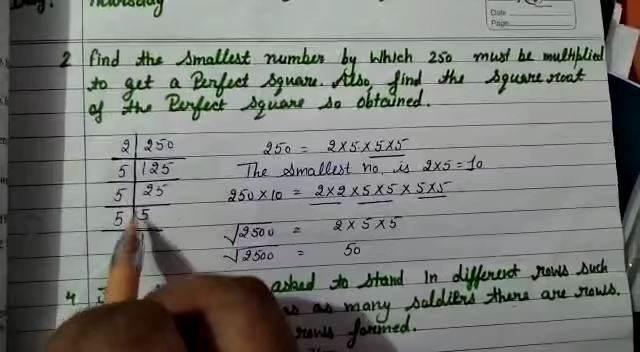 Thursday
Date
Page
2 find the smallest number by which 250 must be multiplied
to get a Perfect Square. Also, find the square root
of the Perfect Square so obtained.
2 | 250
5 | 125
5 | 25
5 | 5
1
250 = 2×5×5×5
The smallest no. is 2×5=10
250×10 = 2×2×5×5×5×5
√2500 = 2×5×5
√2500 = 50
4
asked to stand in different rows such
as many soldiers there are rows.
rows formed.